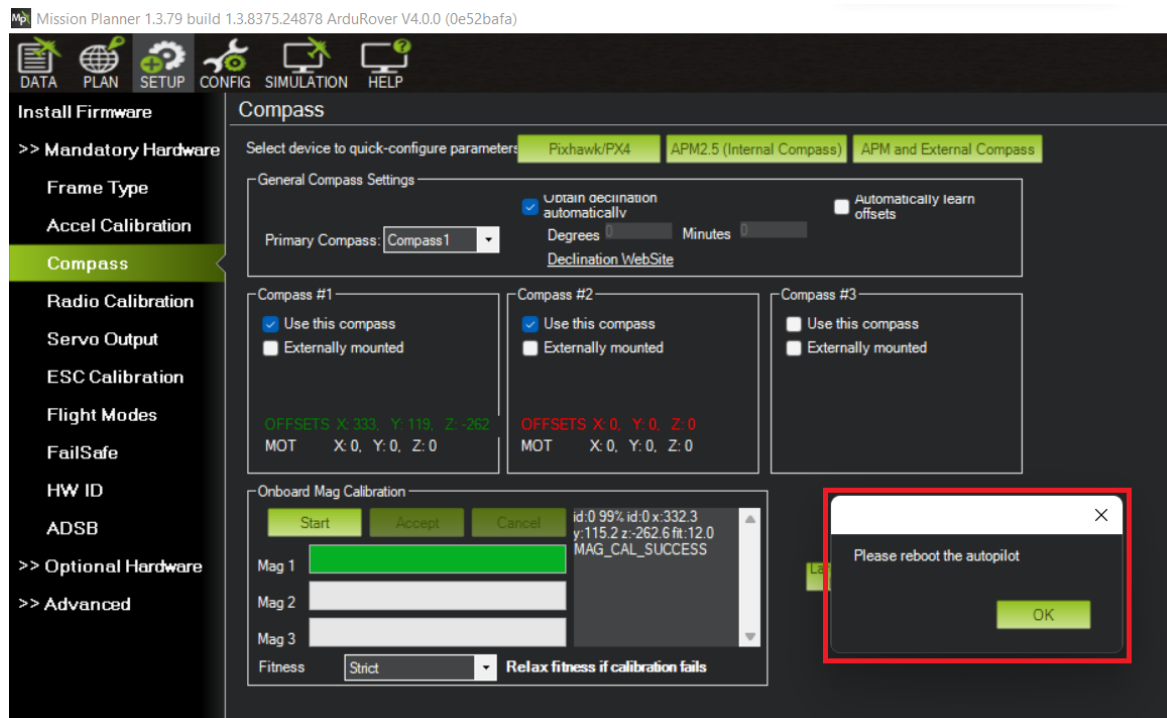 Mission Planner 1.3.79 build 1.3.8375.24878 ArduRover V4.0.0 (0e52bafa)
DATA PLAN SETUP CONFIG SIMULATION HELP
Install Firmware
>> Mandatory Hardware
Frame Type
Accel Calibration
Compass
Radio Calibration
Servo Output
ESC Calibration
Flight Modes
FailSafe
HW ID
ADSB
>> Optional Hardware
>> Advanced
Compass
Select device to quick-configure parameters
Pixhawk/PX4
APM2.5 (Internal Compass)
APM and External Compass
General Compass Settings
Primary Compass: Compass1
Obtain declination
automatically
Degrees 0 Minutes 0
Declination WebSite
Automatically learn
offsets
Compass #1
Use this compass
Externally mounted
OFFSETS X: 333, Y: 119, Z: -262
MOT X: 0, Y: 0, Z: 0
Compass #2
Use this compass
Externally mounted
OFFSETS X: 0, Y: 0, Z: 0
MOT X: 0, Y: 0, Z: 0
Compass #3
Use this compass
Externally mounted
Onboard Mag Calibration
Start Accept Cancel
Mag 1
Mag 2
Mag 3
id:0 99% id:0 x:332.3
y:115.2 z:-262.6 fit:12.0
MAG_CAL_SUCCESS
Fitness Strict Relax fitness if calibration fails
Please reboot the autopilot
OK